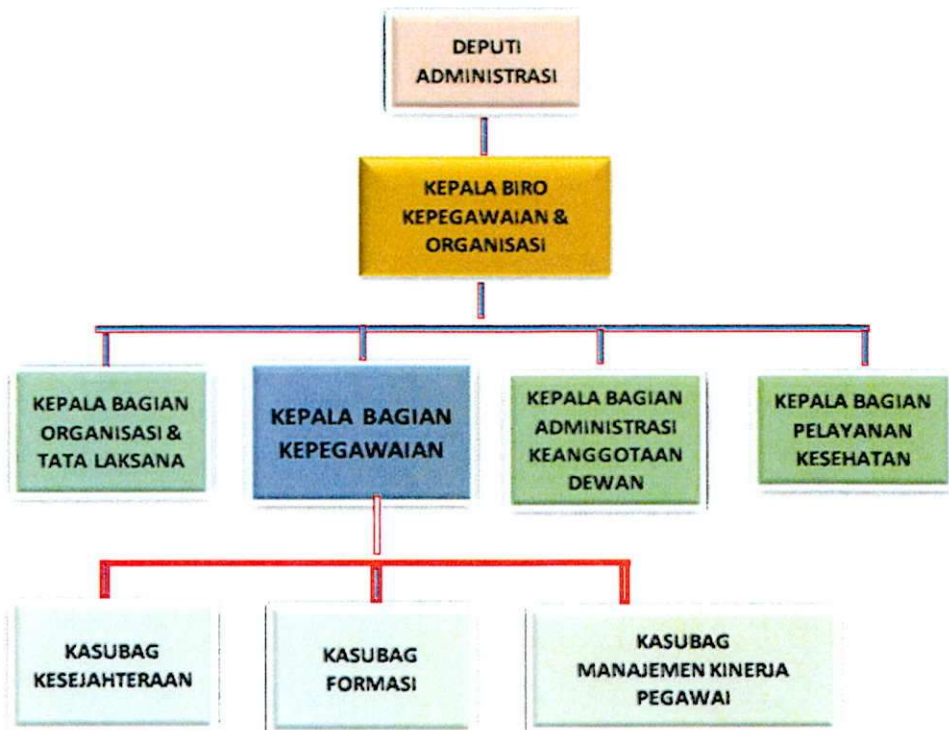 DEPUTI
ADMINISTRASI
KEPALA BIRO
KEPEGAWAIAN &
ORGANISASI
KEPALA BAGIAN
ORGANISASI &
TATA LAKSANA
KEPALA BAGIAN
KEPEGAWAIAN
KEPALA BAGIAN
ADMINISTRASI
KEANGGOTAAN
DEWAN
KEPALA BAGIAN
PELAYANAN
KESEHATAN
KASUBAG
KESEJAHTERAAN
KASUBAG
FORMASI
KASUBAG
MANAJEMEN KINERJA
PEGAWAI